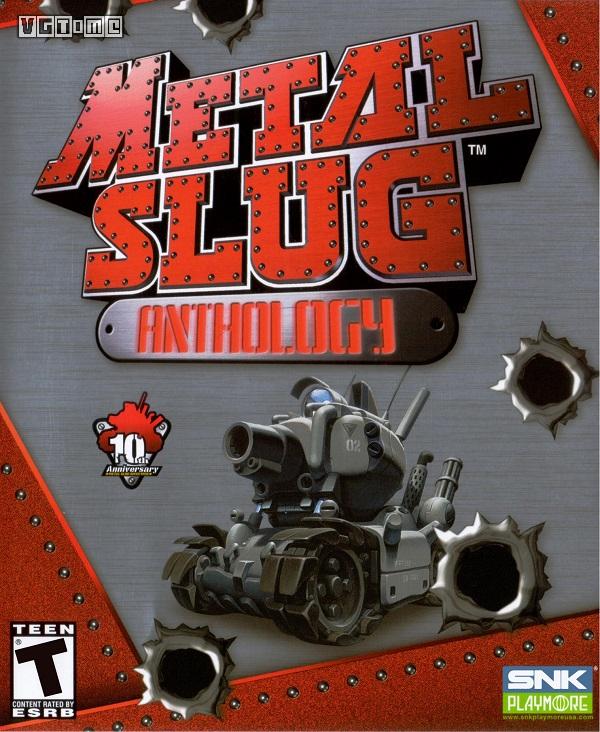 VGTIME
METAL
SLUG
TM
ANTHOLOGY
02
10th
Anniversary
TEEN
T
®
CONTENT RATED BY
ESRB
SNK
®
PLAYMORE
www.snkplaymoreusa.com